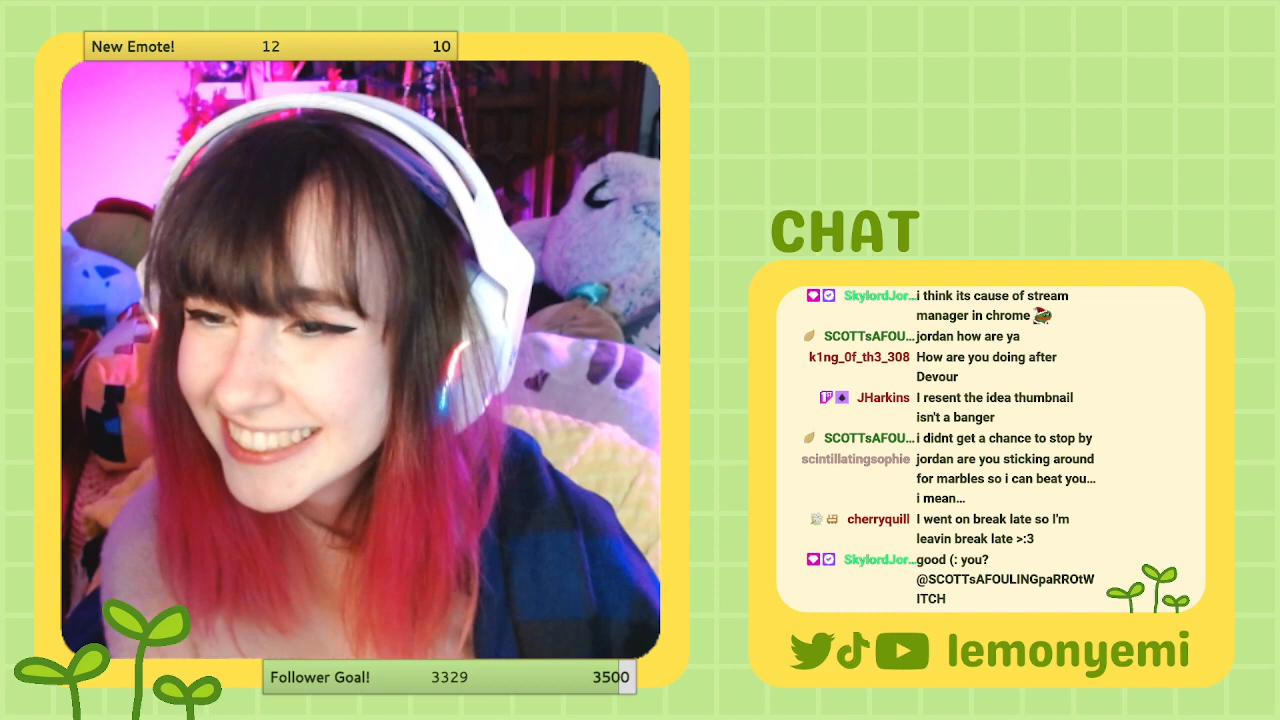 New Emote! 12 10
CHAT
SkylordJor... i think its cause of stream
manager in chrome
SCOTTsAFOU... jordan how are ya
k1ng_0f_th3_308 How are you doing after
Devour
JHarkins I resent the idea thumbnail
isn't a banger
SCOTTsAFOU... i didnt get a chance to stop by
scintillatingsophie jordan are you sticking around
for marbles so i can beat you...
i mean...
cherryquill I went on break late so I'm
leavin break late >:3
SkylordJor... good (: you?
@SCOTTsAFOULINGpaRROtW
ITCH
lemonyemi
Follower Goal! 3329 3500